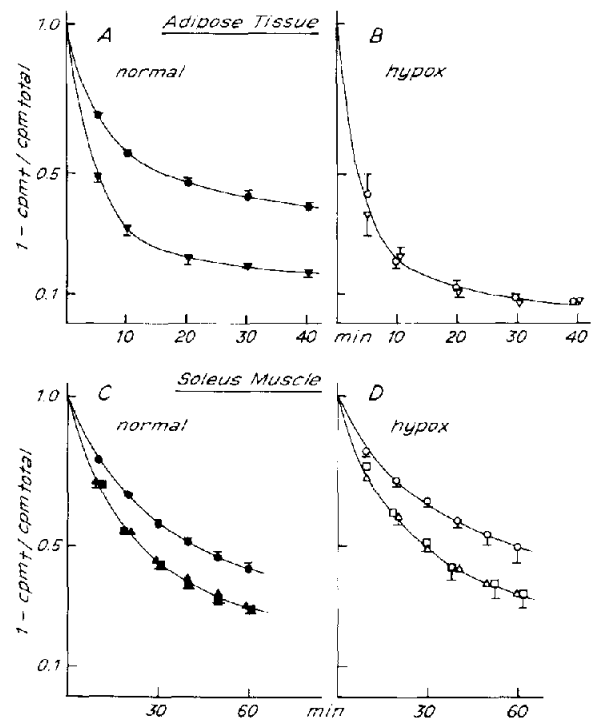 Adipose Tissue
A
normal
B
hypox
1 - cpm+ / cpm total
1.0
0.5
0.1
10 20 30 40 min 10 20 30 40
Soleus Muscle
C
normal
D
hypox
1 - cpm+ / cpm total
1.0
0.5
0.1
30 60 min 30 60